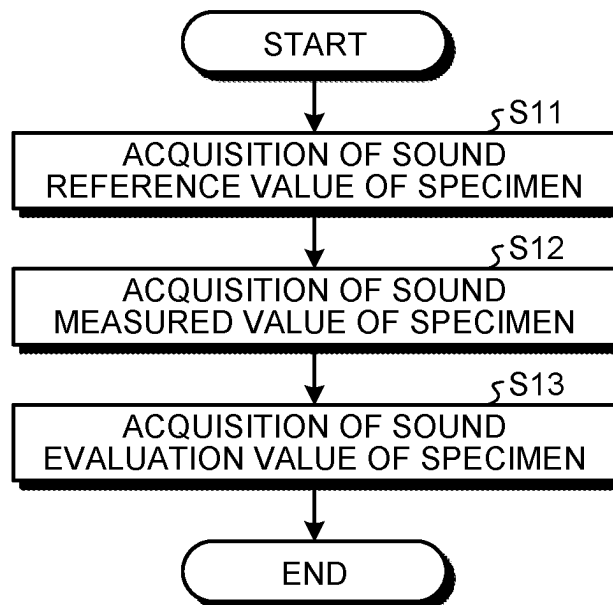 START
S11
ACQUISITION OF SOUND
REFERENCE VALUE OF SPECIMEN
S12
ACQUISITION OF SOUND
MEASURED VALUE OF SPECIMEN
S13
ACQUISITION OF SOUND
EVALUATION VALUE OF SPECIMEN
END